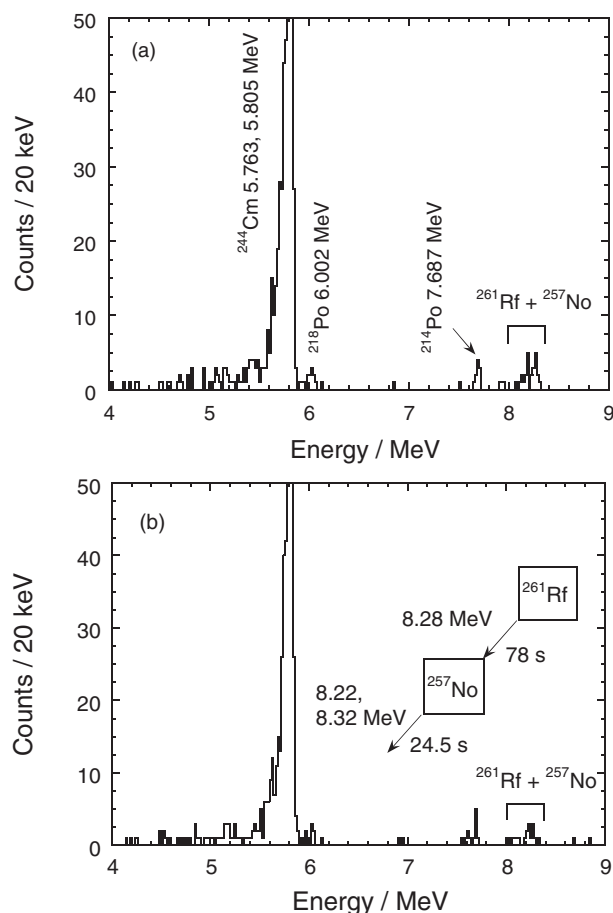 (a)
Counts / 20 keV
50
40
30
20
10
0
²⁴⁴Cm 5.763, 5.805 MeV
²¹⁸Po 6.002 MeV
²¹⁴Po 7.687 MeV
²⁶¹Rf + ²⁵⁷No
4 5 6 7 8 9
Energy / MeV
(b)
Counts / 20 keV
50
40
30
20
10
0
²⁶¹Rf
8.28 MeV
78 s
²⁵⁷No
8.22,
8.32 MeV
24.5 s
²⁶¹Rf + ²⁵⁷No
4 5 6 7 8 9
Energy / MeV